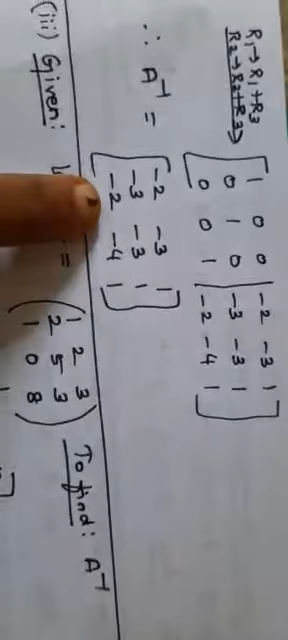 R₁→R₁+R₃
R₂→R₂+R₃
[1 0 0 | -2 -3 1
0 1 0 | -3 -3 1
0 0 1 | -2 -4 1]
∴ A⁻¹ = [-2 -3 1
-3 -3 1
-2 -4 1]
(iii) Given: = (1 2 3
2 5 3
1 0 8) To find: A⁻¹